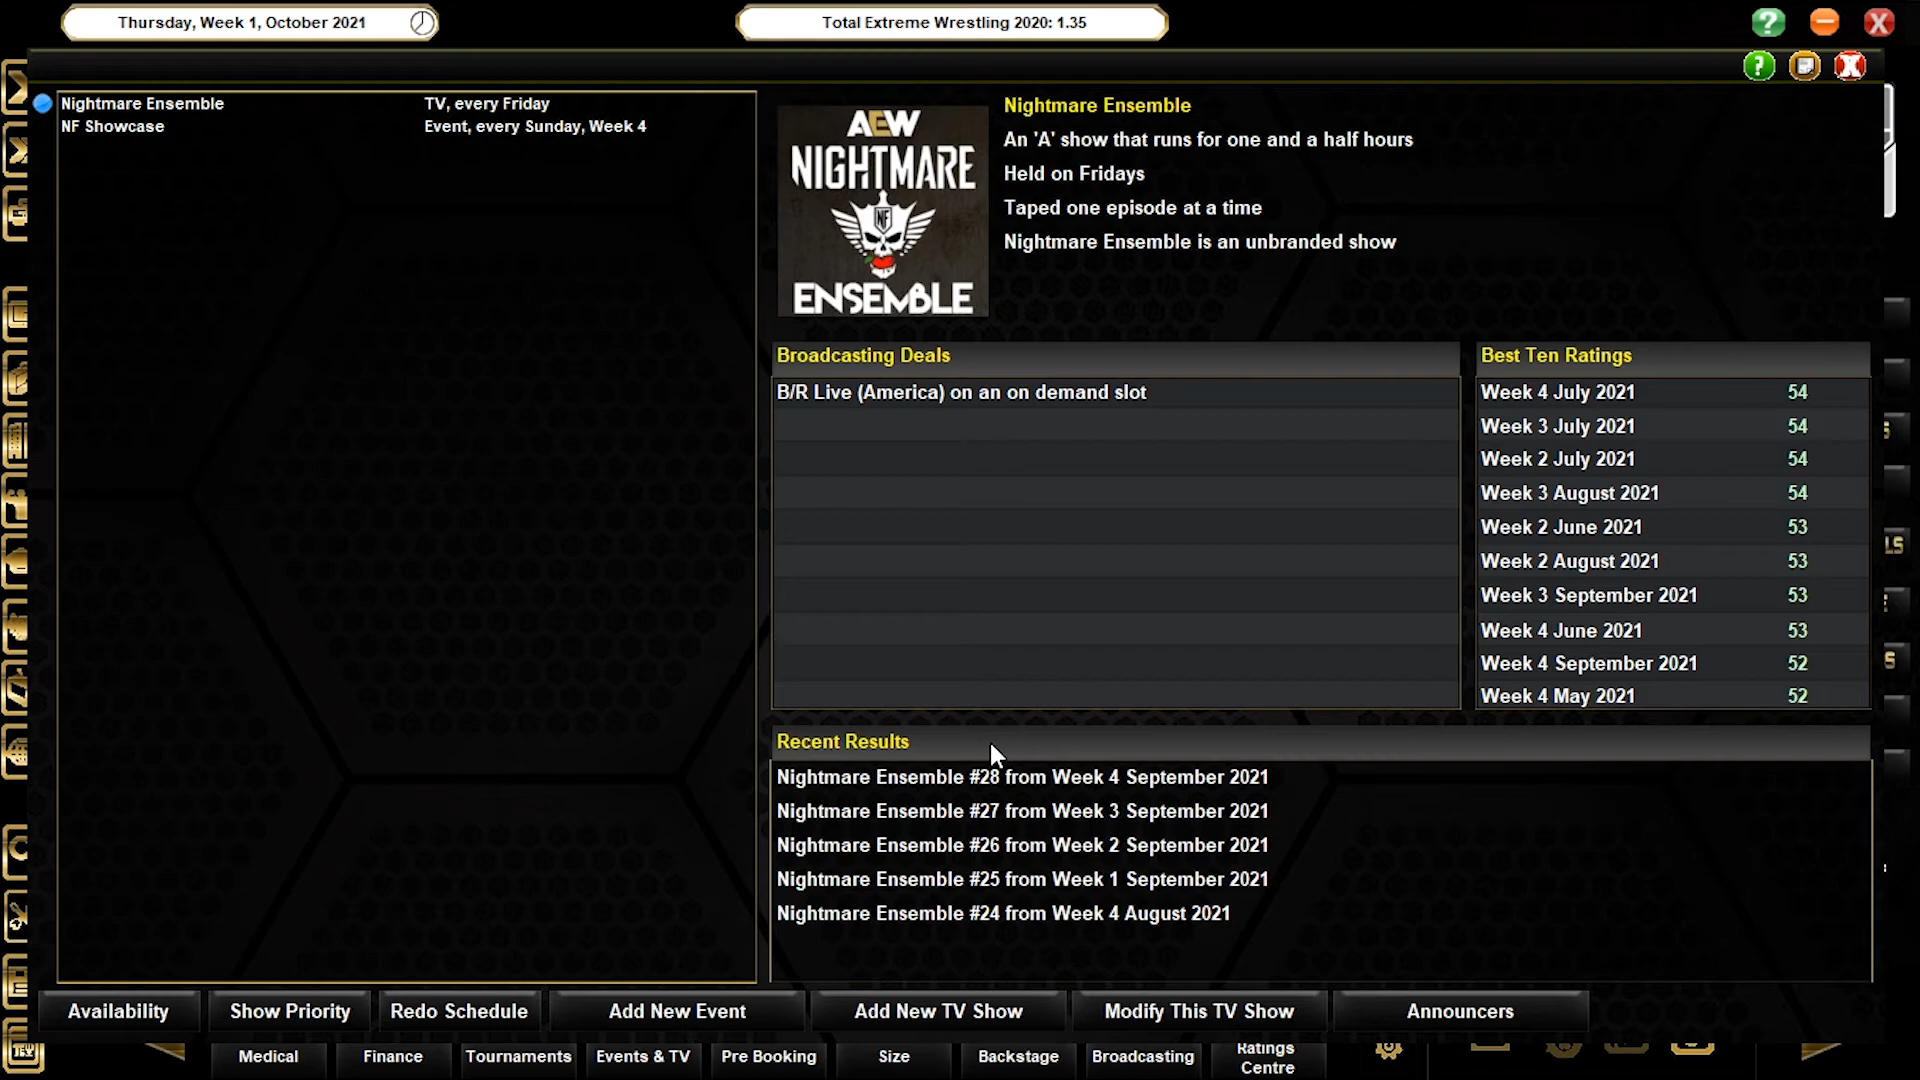 Thursday, Week 1, October 2021
Total Extreme Wrestling 2020: 1.35
Nightmare Ensemble TV, every Friday
NF Showcase Event, every Sunday, Week 4
AEW
NIGHTMARE
NF
ENSEMBLE
Nightmare Ensemble
An 'A' show that runs for one and a half hours
Held on Fridays
Taped one episode at a time
Nightmare Ensemble is an unbranded show
Broadcasting Deals
B/R Live (America) on an on demand slot
Best Ten Ratings
Week 4 July 2021 54
Week 3 July 2021 54
Week 2 July 2021 54
Week 3 August 2021 54
Week 2 June 2021 53
Week 2 August 2021 53
Week 3 September 2021 53
Week 4 June 2021 53
Week 4 September 2021 52
Week 4 May 2021 52
Recent Results
Nightmare Ensemble #28 from Week 4 September 2021
Nightmare Ensemble #27 from Week 3 September 2021
Nightmare Ensemble #26 from Week 2 September 2021
Nightmare Ensemble #25 from Week 1 September 2021
Nightmare Ensemble #24 from Week 4 August 2021
Availability Show Priority Redo Schedule Add New Event Add New TV Show Modify This TV Show Announcers
Medical Finance Tournaments Events & TV Pre Booking Size Backstage Broadcasting Ratings Centre